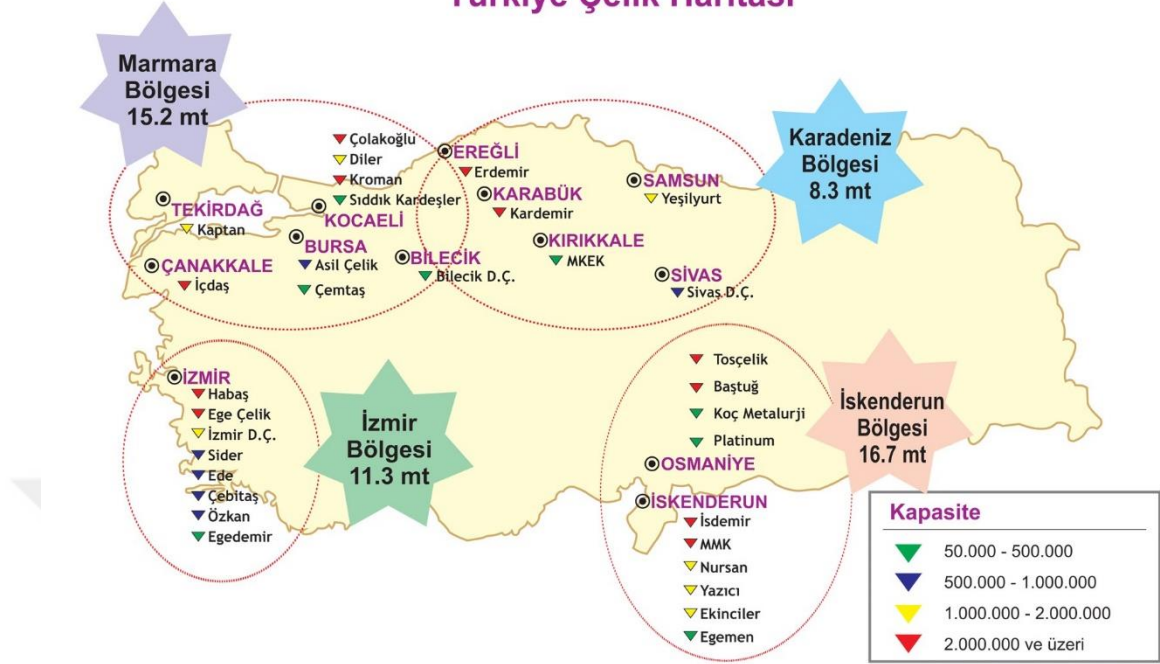 Türkiye Çelik Haritası
Marmara
Bölgesi
15.2 mt
Karadeniz
Bölgesi
8.3 mt
Çolakoğlu
Diler
Kroman
Sıddık Kardeşler
KOCAELİ
TEKİRDAĞ
Kaptan
BURSA
Asil Çelik
Çemtaş
BİLECİK
Bilecik D.Ç.
ÇANAKKALE
İçdaş
EREĞLİ
Erdemir
KARABÜK
Kardemir
SAMSUN
Yeşilyurt
KIRIKKALE
MKEK
SİVAS
Sivas D.Ç.
İZMİR
Habaş
Ege Çelik
İzmir D.Ç.
Sider
Ede
Çebitaş
Özkan
Egedemir
İzmir
Bölgesi
11.3 mt
Tosçelik
Baştuğ
Koç Metalurji
Platinum
OSMANİYE
İSKENDERUN
İsdemir
MMK
Nursan
Yazıcı
Ekinciler
Egemen
İskenderun
Bölgesi
16.7 mt
Kapasite
50.000 - 500.000
500.000 - 1.000.000
1.000.000 - 2.000.000
2.000.000 ve üzeri